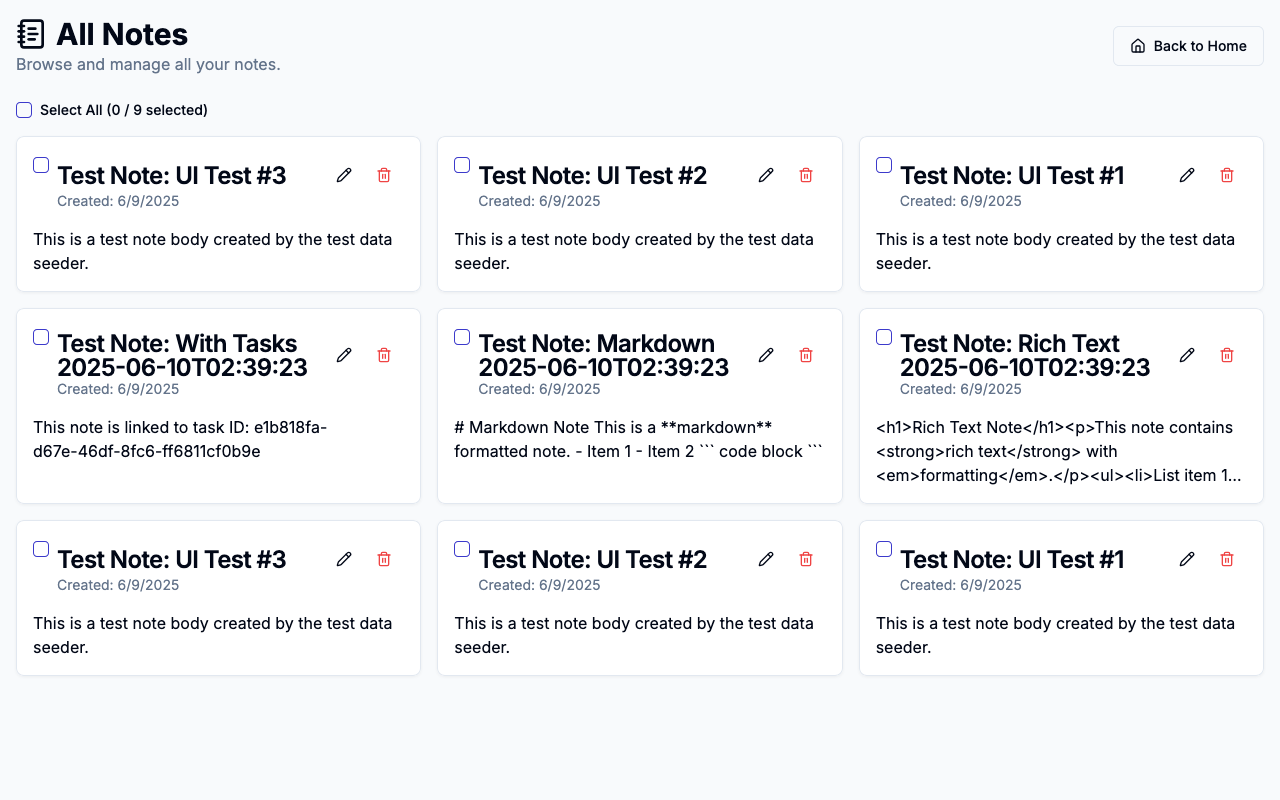 All Notes
Browse and manage all your notes.
Back to Home
Select All (0 / 9 selected)
Test Note: UI Test #3
Created: 6/9/2025
This is a test note body created by the test data
seeder.
Test Note: UI Test #2
Created: 6/9/2025
This is a test note body created by the test data
seeder.
Test Note: UI Test #1
Created: 6/9/2025
This is a test note body created by the test data
seeder.
Test Note: With Tasks
2025-06-10T02:39:23
Created: 6/9/2025
This note is linked to task ID: e1b818fa-
d67e-46df-8fc6-ff6811cf0b9e
Test Note: Markdown
2025-06-10T02:39:23
Created: 6/9/2025
# Markdown Note This is a **markdown**
formatted note. - Item 1 - Item 2 ``` code block ```
Test Note: Rich Text
2025-06-10T02:39:23
Created: 6/9/2025
<h1>Rich Text Note</h1><p>This note contains
<strong>rich text</strong> with
<em>formatting</em>.</p><ul><li>List item 1...
Test Note: UI Test #3
Created: 6/9/2025
This is a test note body created by the test data
seeder.
Test Note: UI Test #2
Created: 6/9/2025
This is a test note body created by the test data
seeder.
Test Note: UI Test #1
Created: 6/9/2025
This is a test note body created by the test data
seeder.